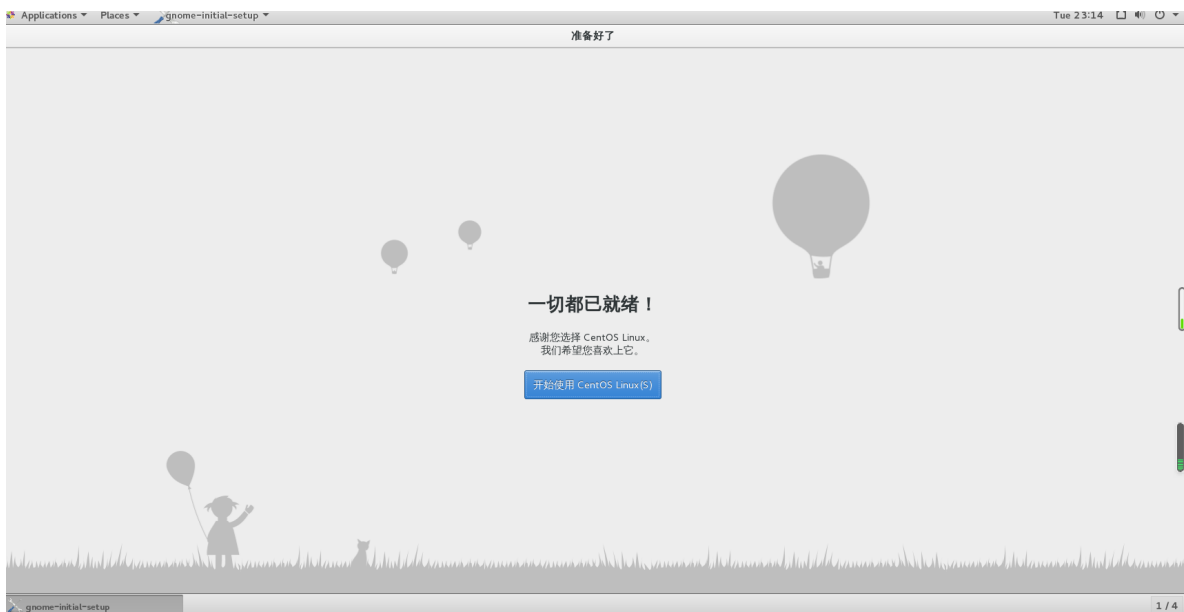 Applications Places gnome-initial-setup Tue 23:14
准备好了
一切都已就绪！
感谢您选择 CentOS Linux。
我们希望您喜欢上它。
开始使用 CentOS Linux(S)
gnome-initial-setup 1 / 4